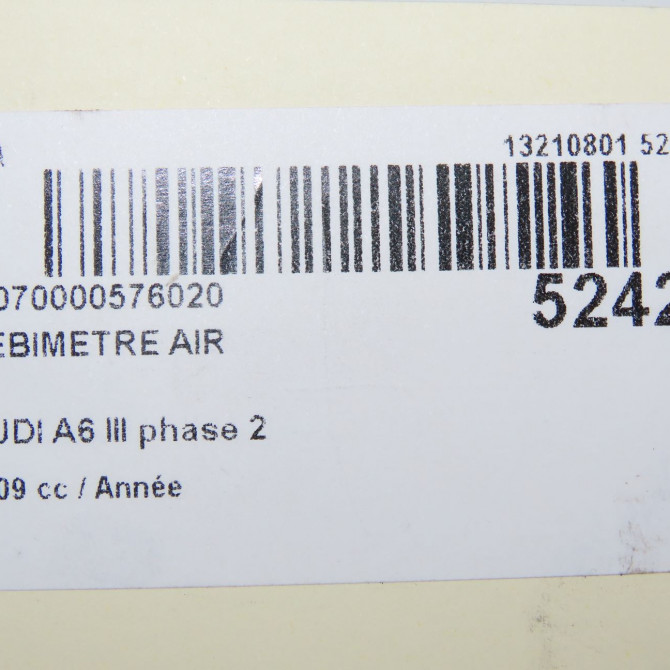 13210801 52
070000576020
5242
EBIMETRE AIR
UDI A6 III phase 2
09 cc / Année